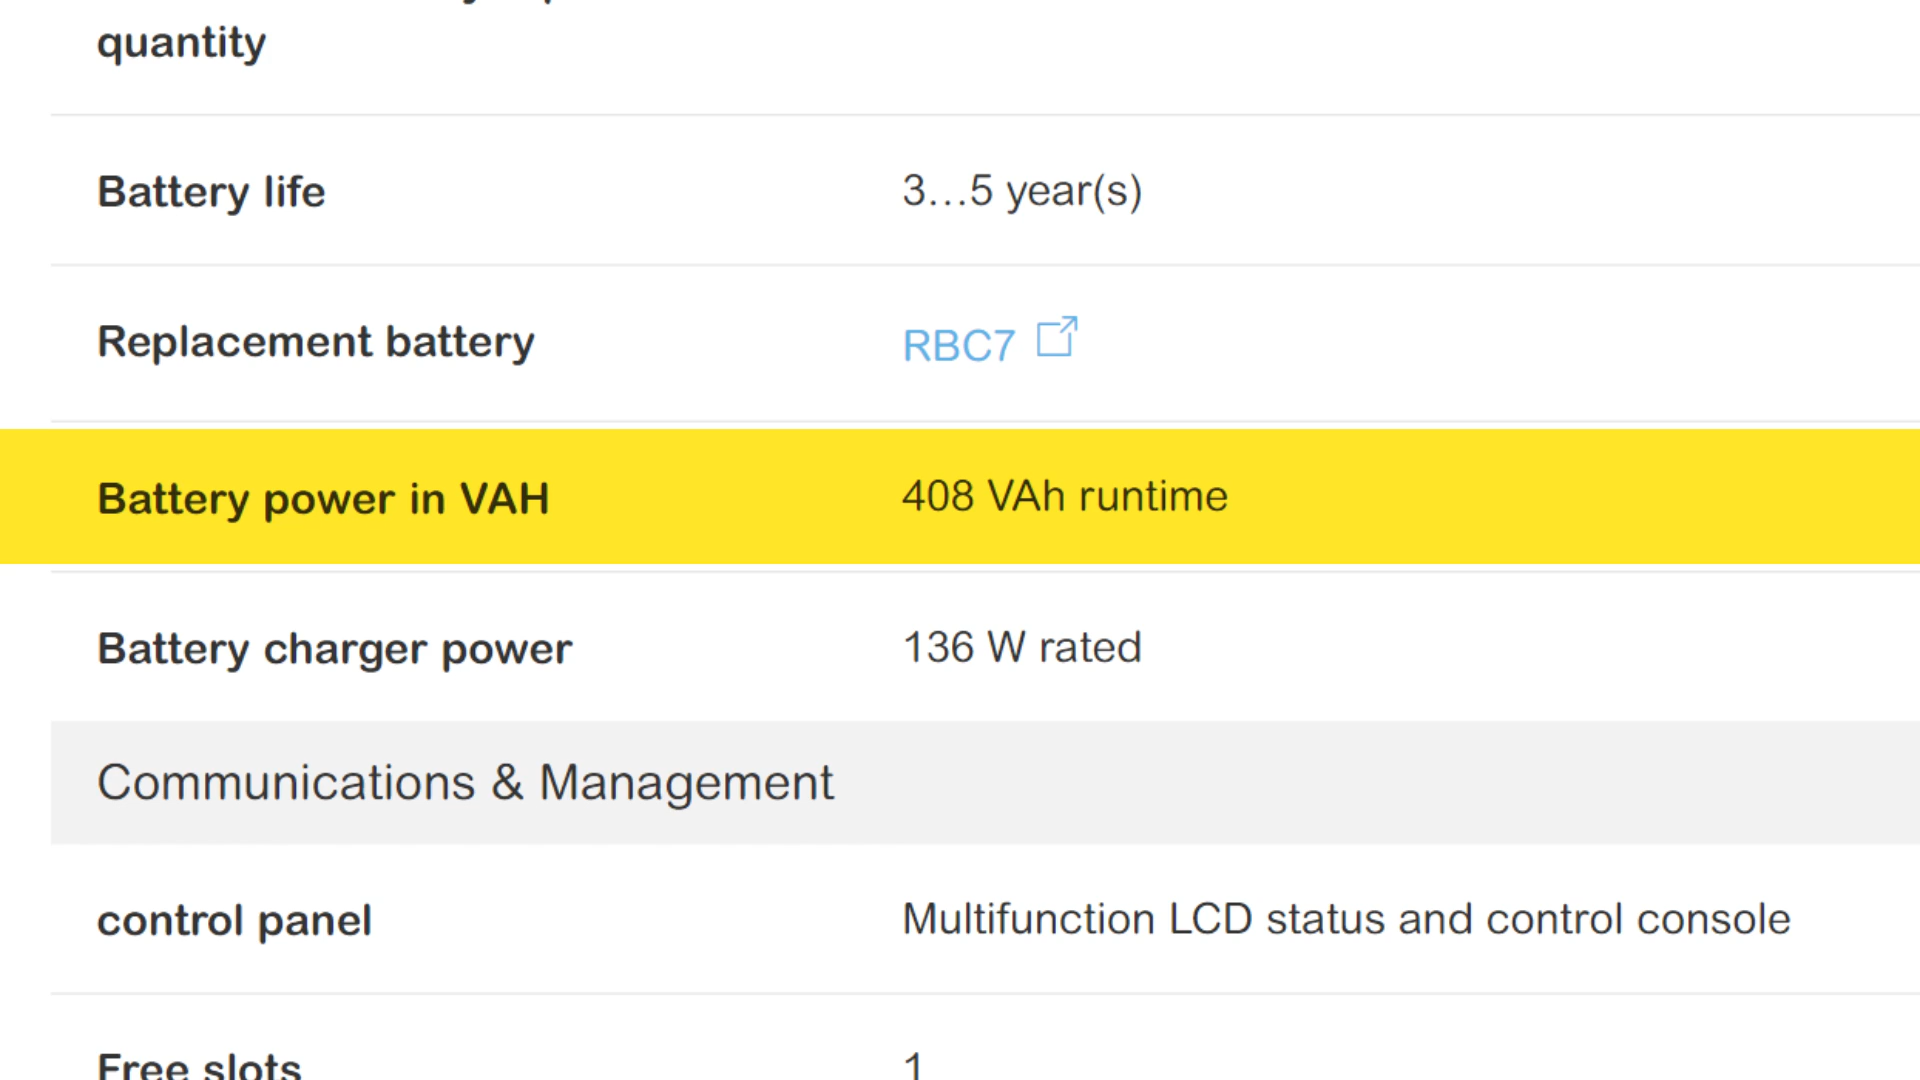 quantity
Battery life 3...5 year(s)
Replacement battery RBC7
Battery power in VAH 408 VAh runtime
Battery charger power 136 W rated
Communications & Management
control panel Multifunction LCD status and control console
Free slots 1